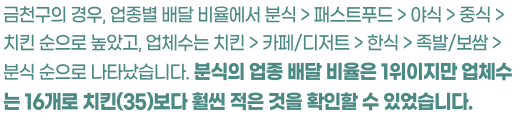 금천구의 경우, 업종별 배달 비율에서 분식 > 패스트푸드 > 야식 > 중식 >
치킨 순으로 높았고, 업체수는 치킨 > 카페/디저트 > 한식 > 족발/보쌈 >
분식 순으로 나타났습니다. 분식의 업종 배달 비율은 1위이지만 업체수
는 16개로 치킨(35)보다 훨씬 적은 것을 확인할 수 있었습니다.